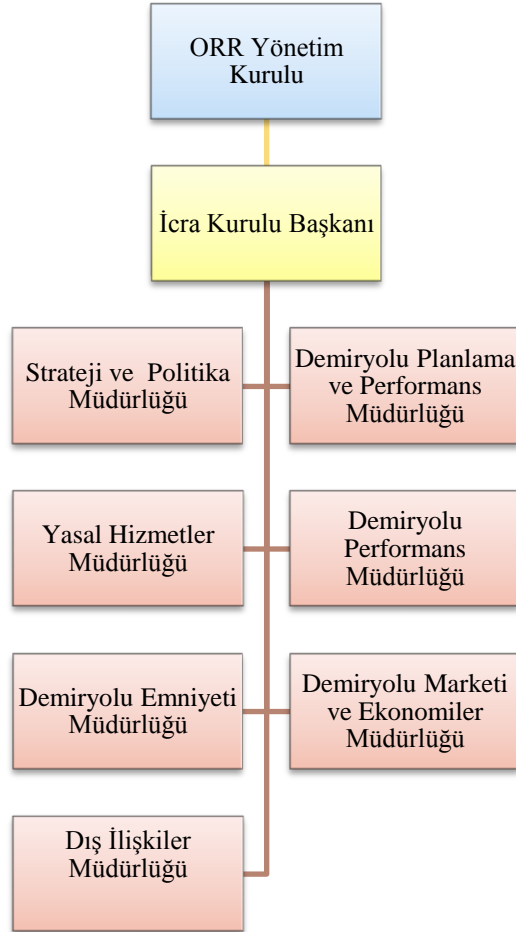 ORR Yönetim
Kurulu
İcra Kurulu Başkanı
Strateji ve Politika
Müdürlüğü
Demiryolu Planlama
ve Performans
Müdürlüğü
Yasal Hizmetler
Müdürlüğü
Demiryolu
Performans
Müdürlüğü
Demiryolu Emniyeti
Müdürlüğü
Demiryolu Marketi
ve Ekonomiler
Müdürlüğü
Dış İlişkiler
Müdürlüğü